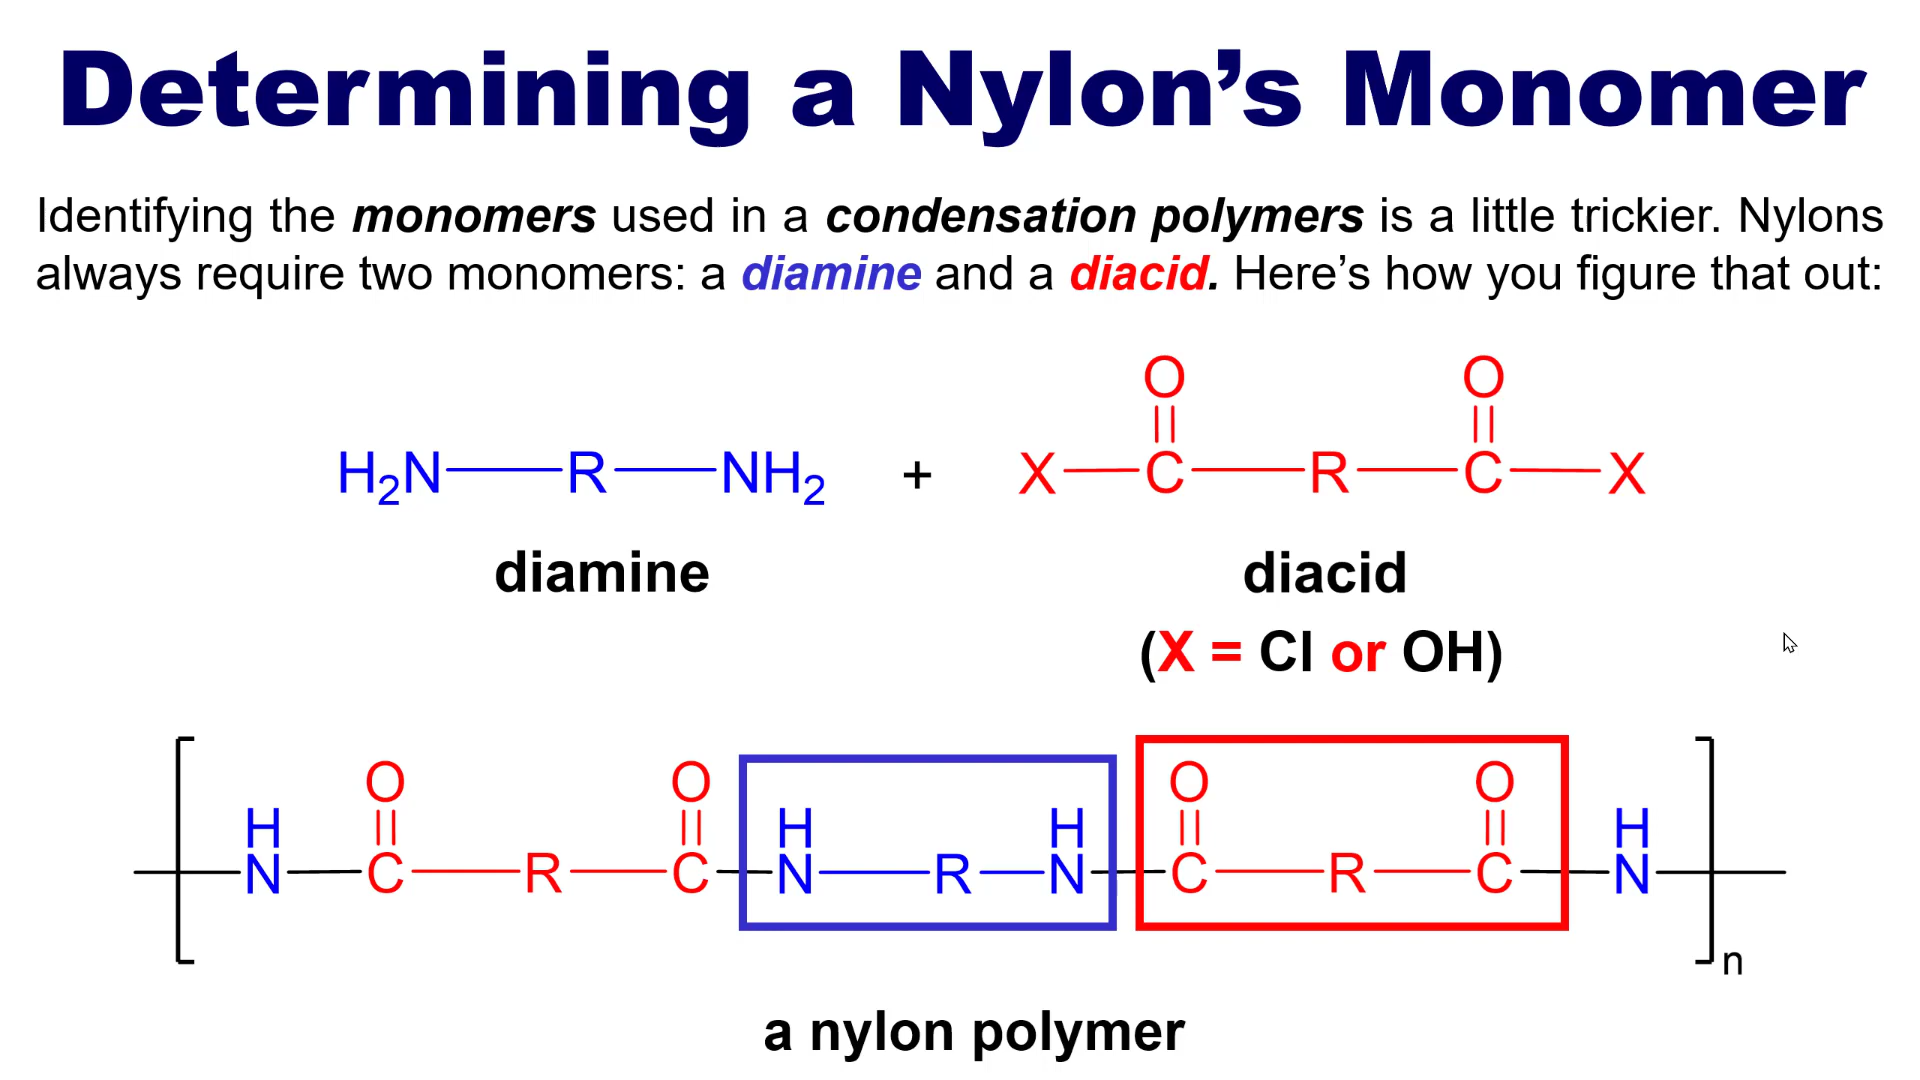 Determining a Nylon’s Monomer
Identifying the monomers used in a condensation polymers is a little trickier. Nylons
always require two monomers: a diamine and a diacid. Here’s how you figure that out:
O O
H₂N R NH₂ + X C R C X
diamine diacid
(X = Cl or OH)
O O O O
H H H H
N C R C N R N C R C N
n
a nylon polymer